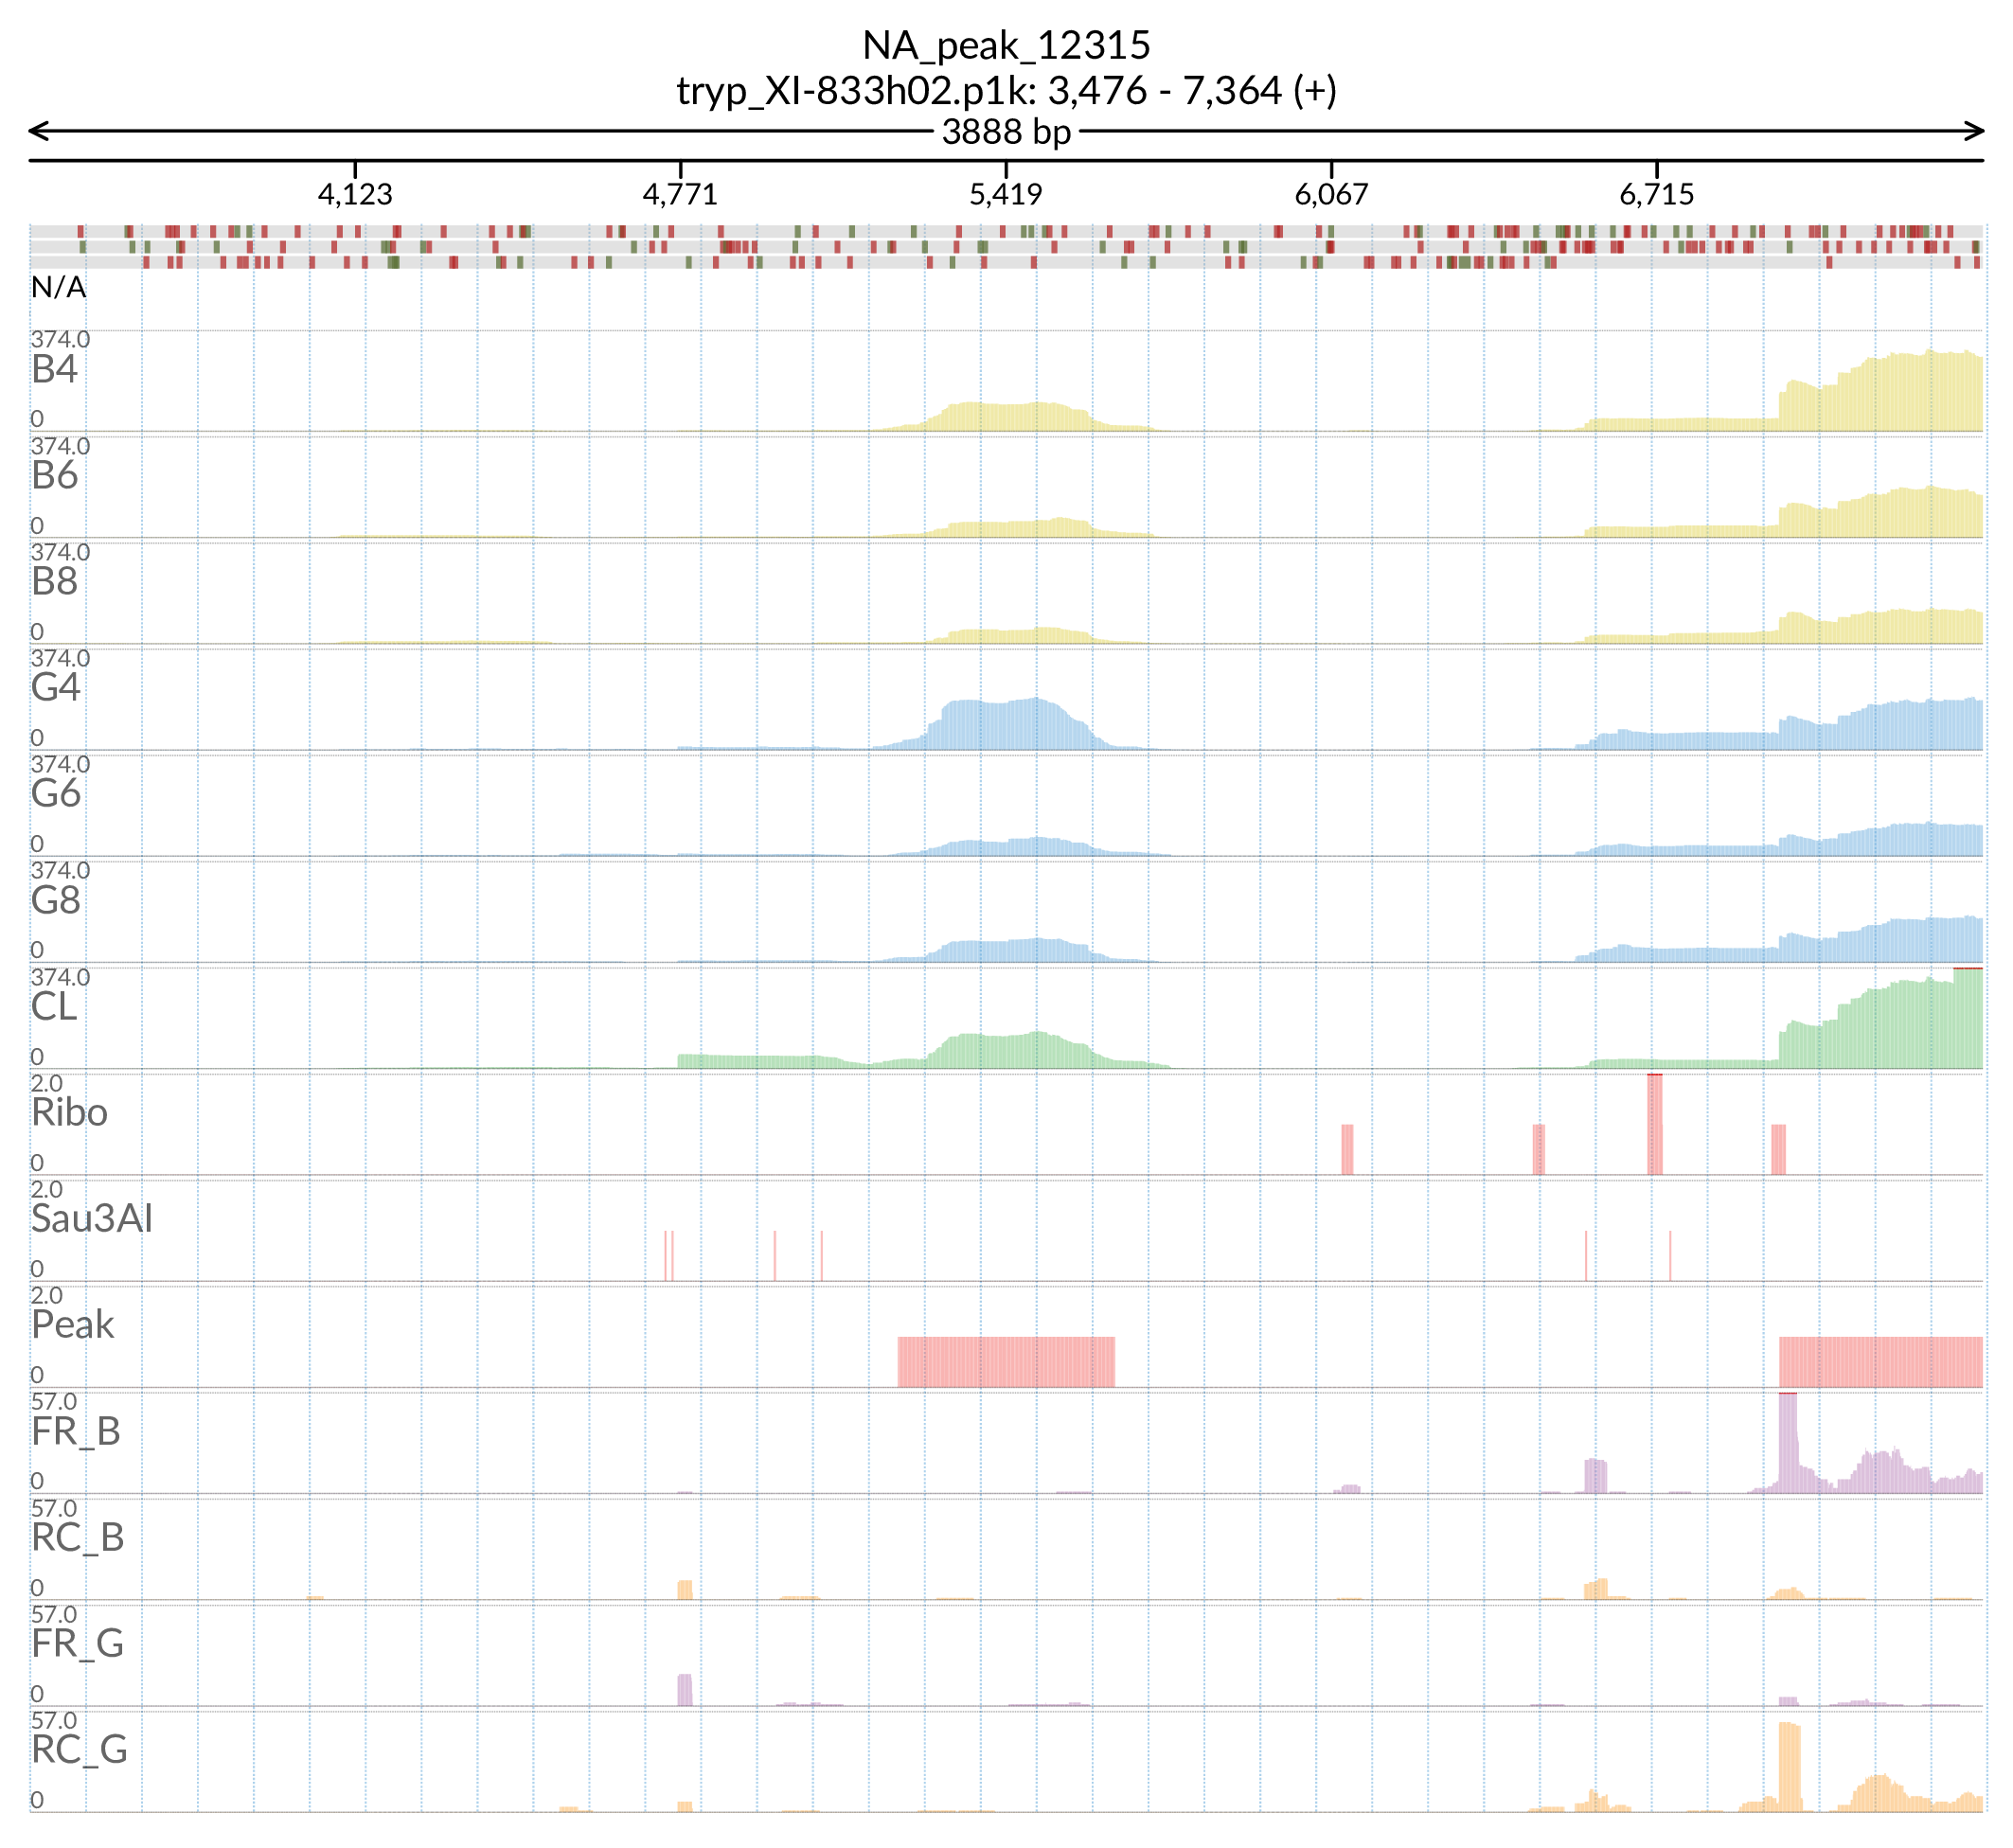 NA_peak_12315
tryp_XI-833h02.p1k: 3,476 - 7,364 (+)
3888 bp
4,123 4,771 5,419 6,067 6,715
N/A
374.0
B4
0
374.0
B6
0
374.0
B8
0
374.0
G4
0
374.0
G6
0
374.0
G8
0
374.0
CL
0
2.0
Ribo
0
2.0
Sau3AI
0
2.0
Peak
0
57.0
FR_B
0
57.0
RC_B
0
57.0
FR_G
0
57.0
RC_G
0